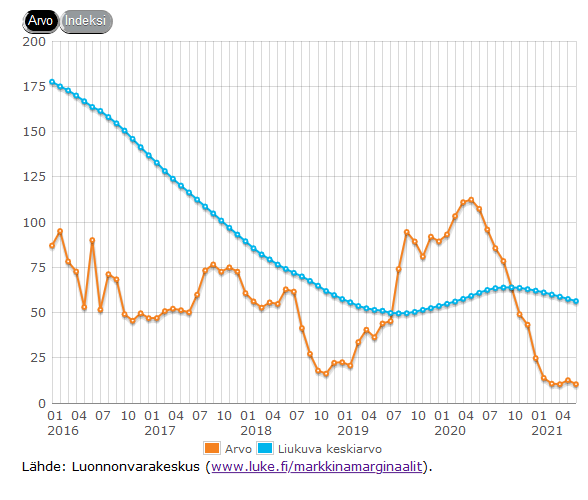 Arvo Indeksi
200
175
150
125
100
75
50
25
0
01 04 07 10 01 04 07 10 01 04 07 10 01 04 07 10 01 04 07 10 01 04
2016 2017 2018 2019 2020 2021
Arvo Liukuva keskiarvo
Lähde: Luonnonvarakeskus (www.luke.fi/markkinamarginaalit).